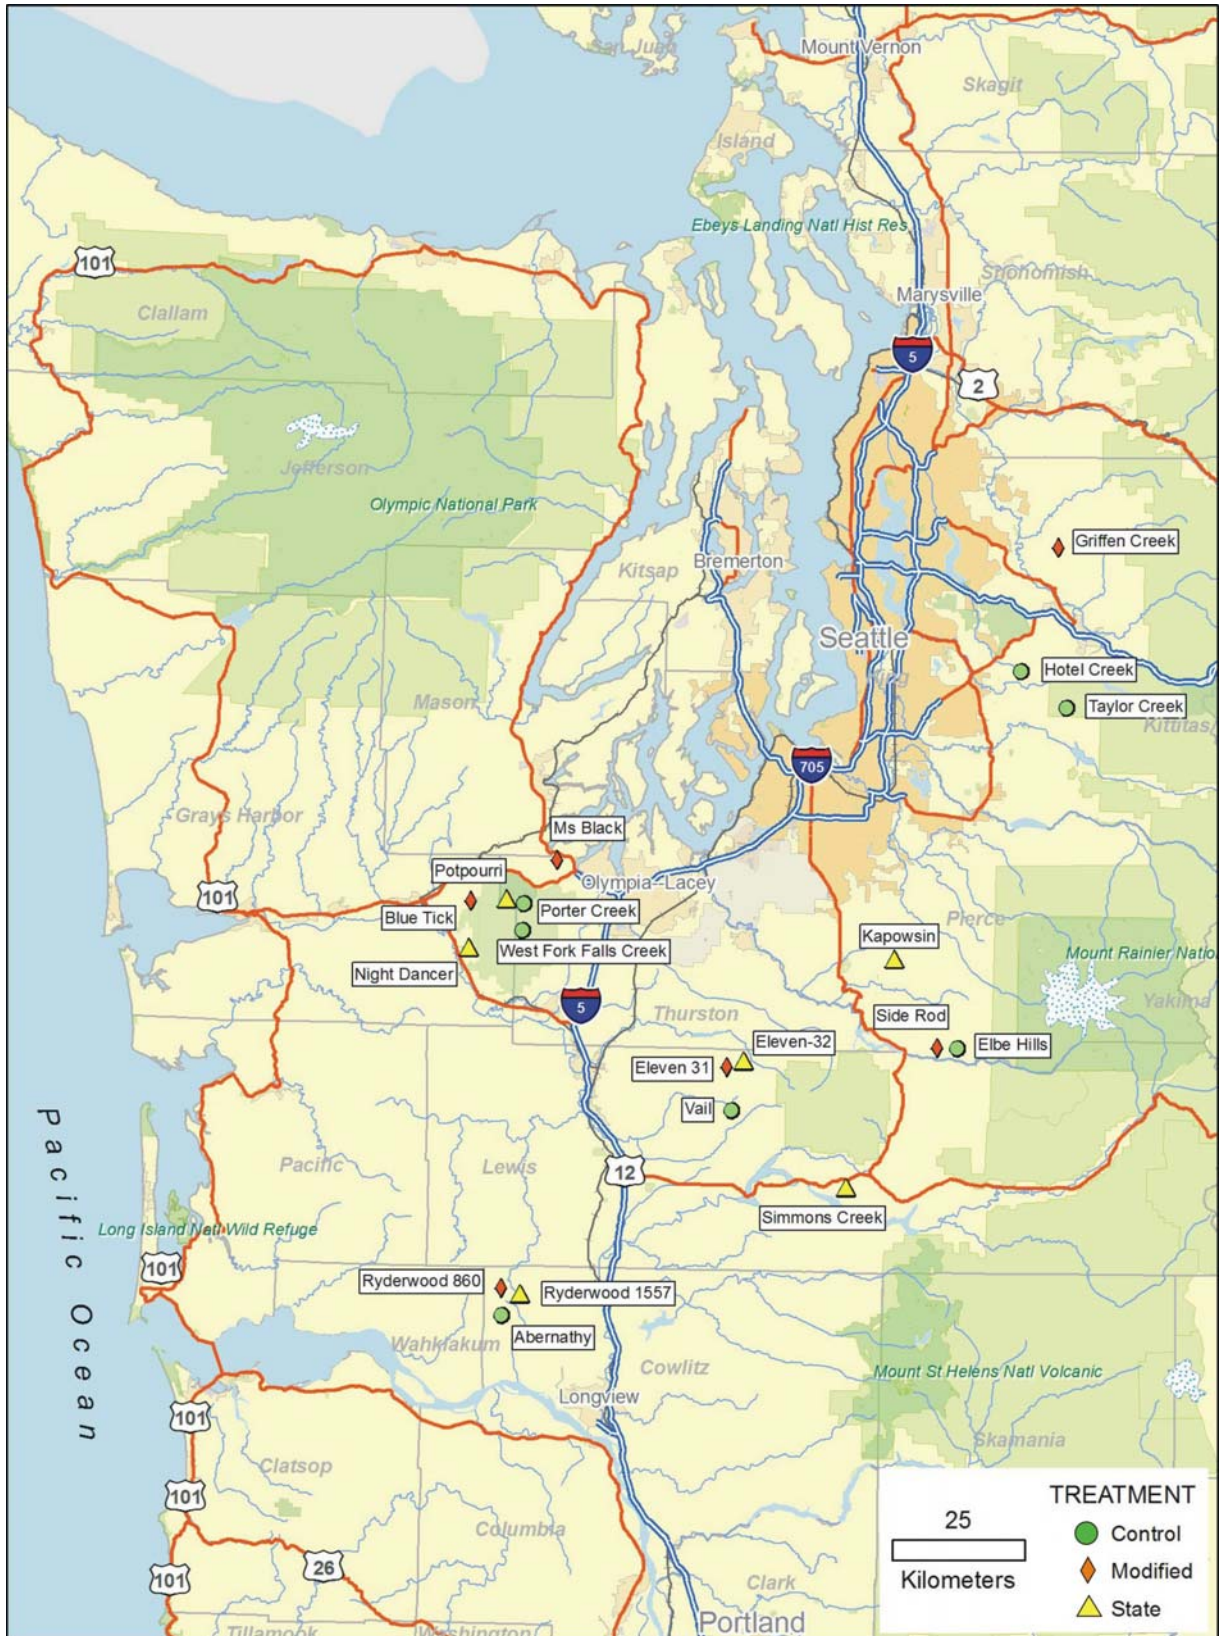 San Juan
Mount Vernon
Skagit
Island
Ebeys Landing Natl Hist Res
Snohomish
101
Marysville
Clallam
5
2
Jefferson
Olympic National Park
Griffen Creek
Bremerton
Kitsap
Seattle
King
Hotel Creek
Mason
Taylor Creek
Kittitas
705
Grays Harbor
Ms Black
Potpourri
Olympia--Lacey
101
Blue Tick
Porter Creek
Pierce
Kapowsin
West Fork Falls Creek
Mount Rainier Natio
Night Dancer
Yakima
5
Thurston
Side Rod
Eleven-32
Elbe Hills
Eleven 31
Vail
Pacific Ocean
Pacific
Lewis
12
Simmons Creek
Long Island Natl Wild Refuge
101
Ryderwood 860
Ryderwood 1557
Abernathy
Wahkiakum
Cowlitz
Mount St Helens Natl Volcanic
Longview
101
Skamania
Clatsop
101
Columbia
26
101
Clark
Portland
Tillamook
Washington
TREATMENT
25
Kilometers
Control
Modified
State